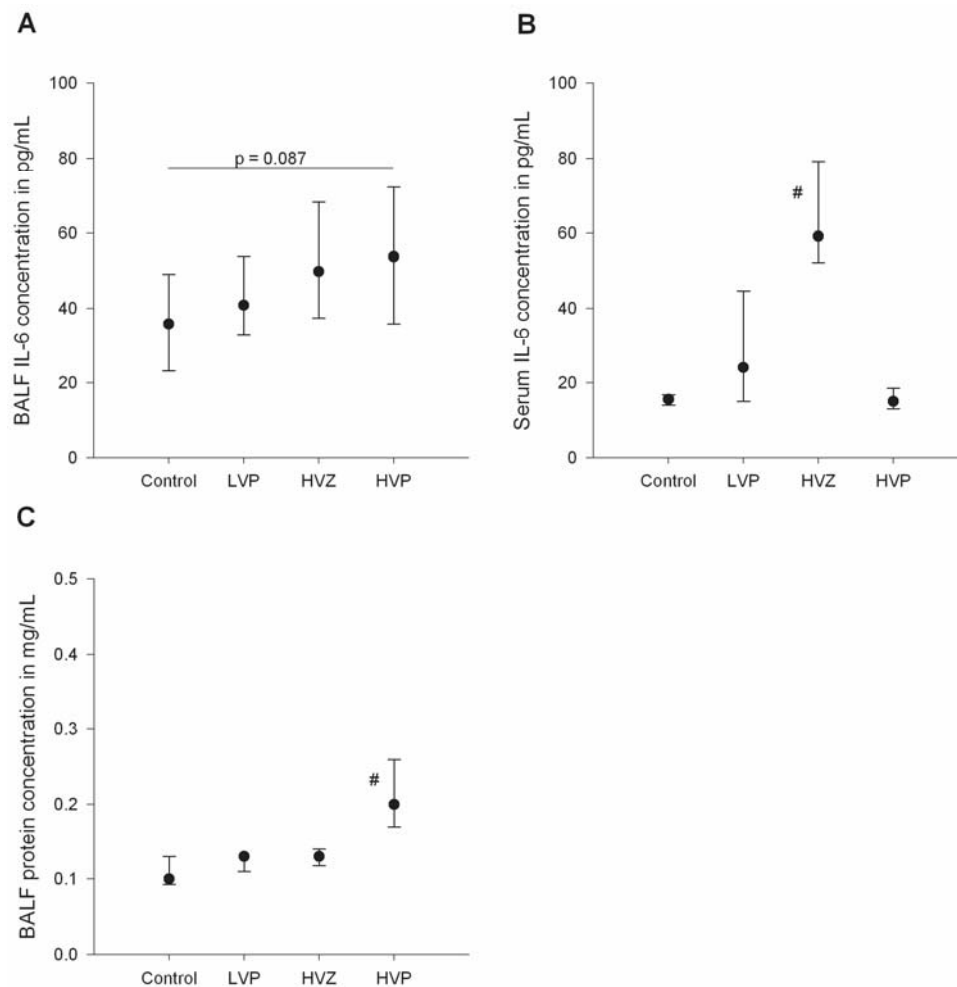 A
BALF IL-6 concentration in pg/mL
100
80
60
40
20
0
p = 0.087
Control LVP HVZ HVP
B
Serum IL-6 concentration in pg/mL
100
80
60
40
20
0
#
Control LVP HVZ HVP
C
BALF protein concentration in mg/mL
0.5
0.4
0.3
0.2
0.1
0.0
#
Control LVP HVZ HVP